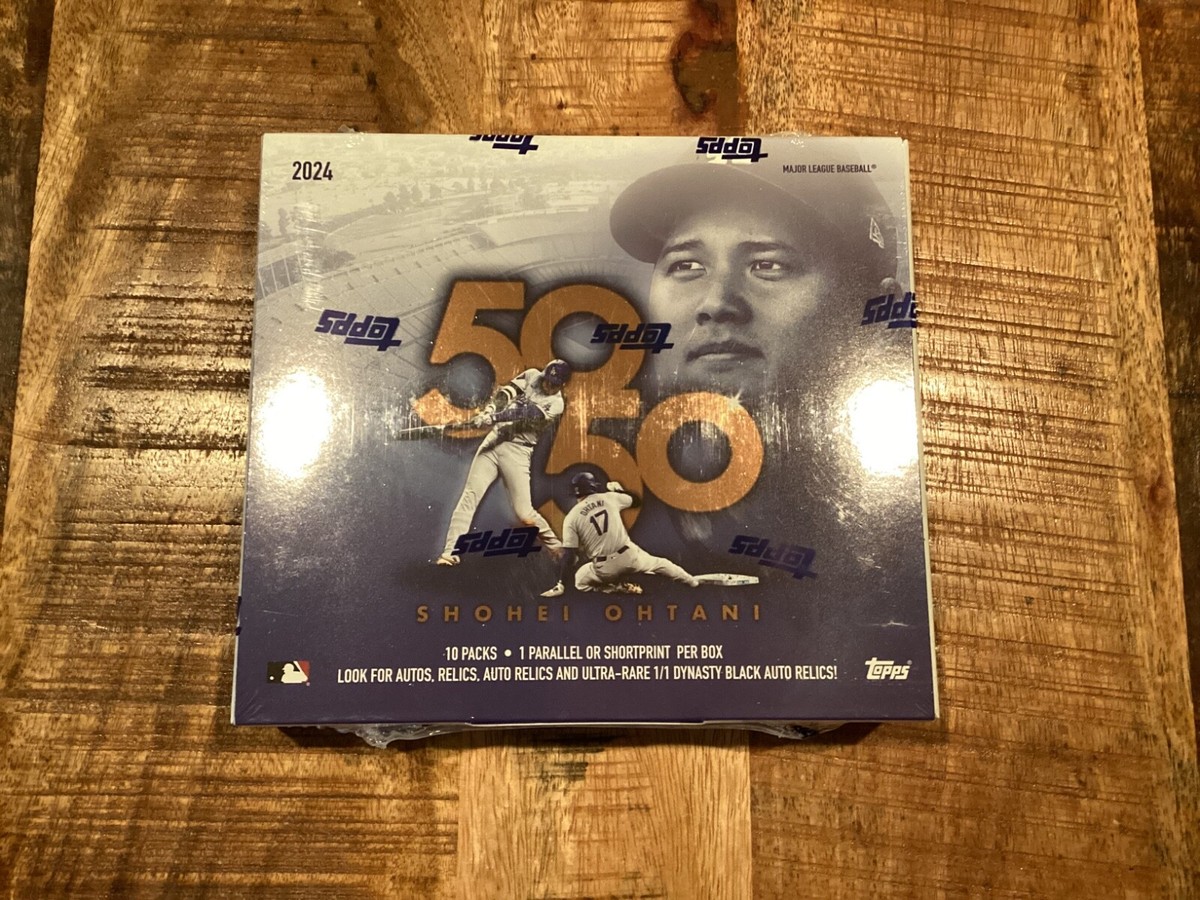 Topps Topps
2024
MAJOR LEAGUE BASEBALL®
50
Topps Topps Topps
50
OHTANI
17
Topps Topps
SHOHEI OHTANI
10 PACKS • 1 PARALLEL OR SHORTPRINT PER BOX
LOOK FOR AUTOS, RELICS, AUTO RELICS AND ULTRA-RARE 1/1 DYNASTY BLACK AUTO RELICS!
Topps®